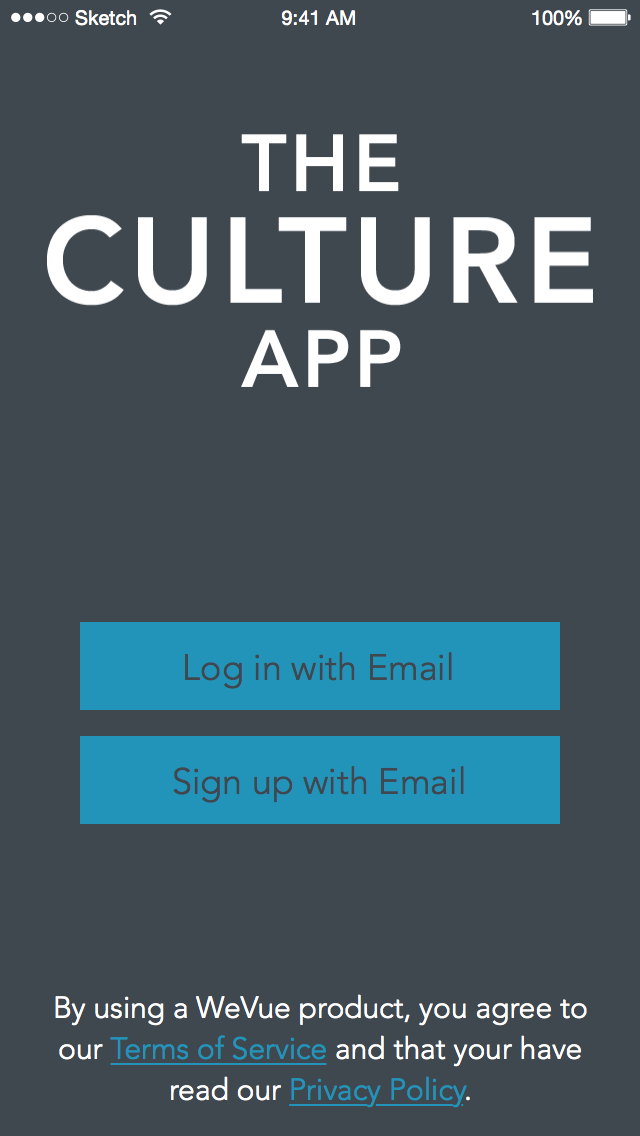 Sketch 9:41 AM 100%
THE
CULTURE
APP
Log in with Email
Sign up with Email
By using a WeVue product, you agree to
our Terms of Service and that your have
read our Privacy Policy.